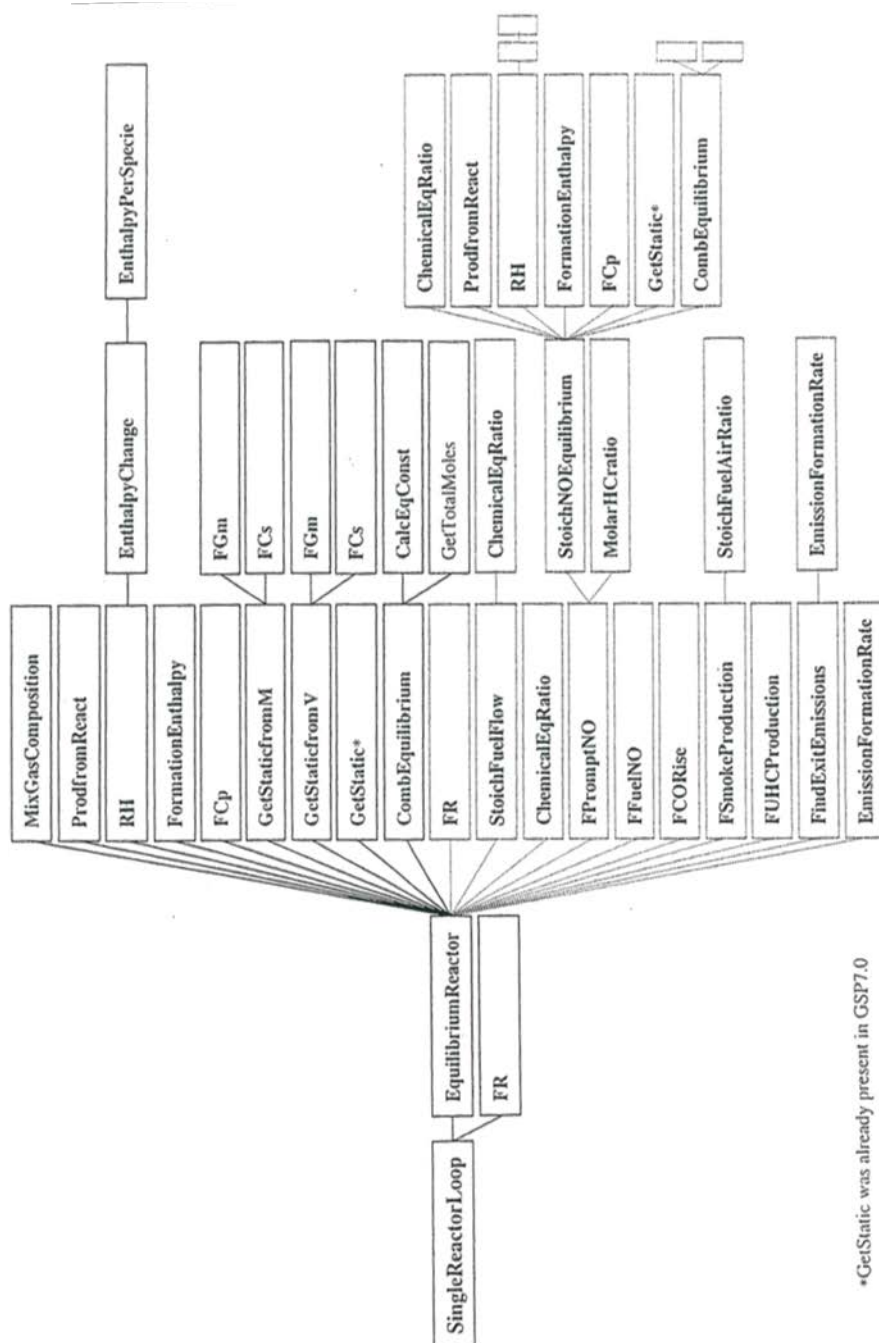 SingleReactorLoop
EquilibriumReactor
FR
MixGasComposition
ProdfromReact
RH
FormationEnthalpy
FCp
GetStaticfromM
GetStaticfromV
GetStatic*
CombEquilibrium
FR
StoichFuelFlow
ChemicalEqRatio
FPromptNO
FFuelNO
FCORise
FSmokeProduction
FUHCProduction
FindExitEmissions
EmissionFormationRate
EnthalpyChange
FGm
FCs
FGm
FCs
CalcEqConst
GetTotalMoles
ChemicalEqRatio
StoichNOEquilibrium
MolarHCratio
StoichFuelAirRatio
EmissionFormationRate
EnthalpyPerSpecie
ChemicalEqRatio
ProdfromReact
RH
FormationEnthalpy
FCp
GetStatic*
CombEquilibrium
*GetStatic was already present in GSP7.0